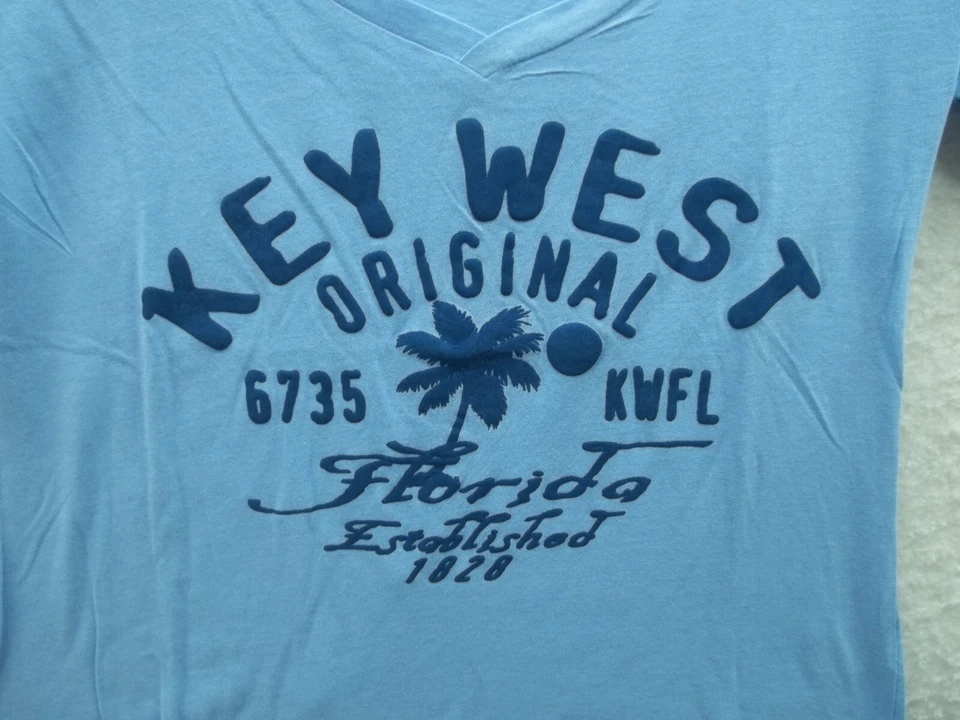 KEY WEST
ORIGINAL
6735 KWFL
Florida
Established
1828